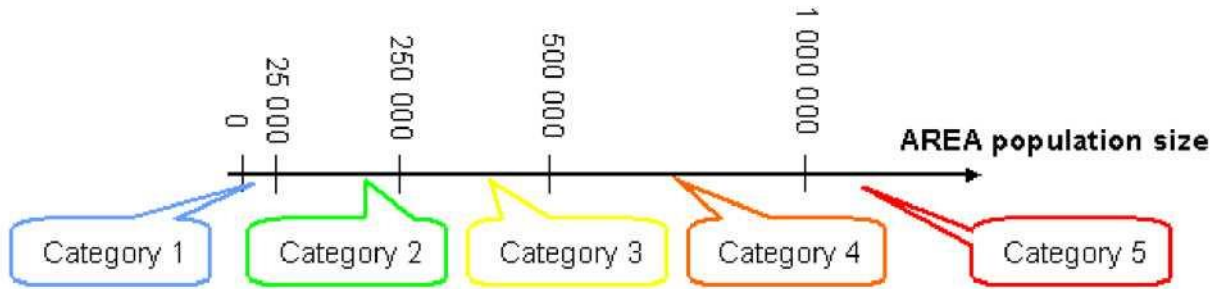 0
25 000
250 000
500 000
1 000 000
AREA population size
Category 1
Category 2
Category 3
Category 4
Category 5